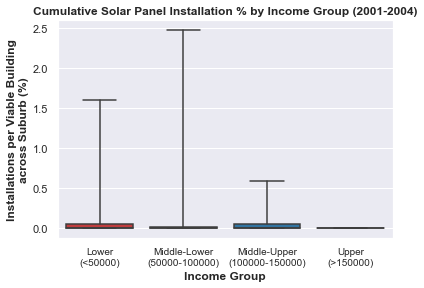 Cumulative Solar Panel Installation % by Income Group (2001-2004)
Installations per Viable Building
across Suburb (%)
2.5
2.0
1.5
1.0
0.5
0.0
Lower
(<50000)
Middle-Lower
(50000-100000)
Middle-Upper
(100000-150000)
Upper
(>150000)
Income Group